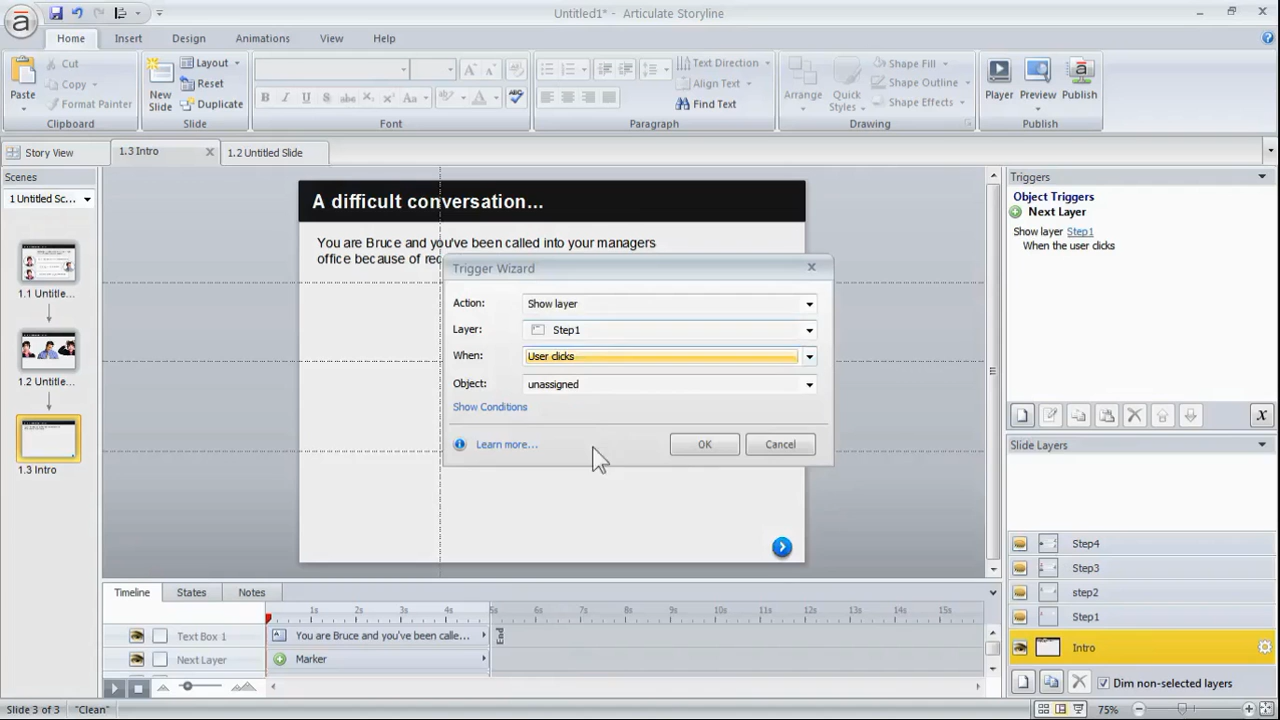 Untitled1* - Articulate Storyline
Home Insert Design Animations View Help
Paste
Cut
Copy
Format Painter
Clipboard
New Slide
Layout
Reset
Duplicate
Slide
Font
Text Direction
Align Text
Find Text
Paragraph
Arrange
Quick Styles
Shape Fill
Shape Outline
Shape Effects
Drawing
Player
Preview
Publish
Publish
Story View
1.3 Intro
1.2 Untitled Slide
Scenes
1 Untitled Sc...
1.1 Untitle...
1.2 Untitle...
1.3 Intro
A difficult conversation...
You are Bruce and you've been called into your managers
office because of rec
Trigger Wizard
Action: Show layer
Layer: Step1
When: User clicks
Object: unassigned
Show Conditions
Learn more...
OK
Cancel
Triggers
Object Triggers
Next Layer
Show layer Step1
When the user clicks
Slide Layers
Step4
Step3
step2
Step1
Intro
Dim non-selected layers
Timeline States Notes
1s 2s 3s 4s 5s 6s 7s 8s 9s 10s 11s 12s 13s 14s 15s
Text Box 1
You are Bruce and you've been calle...
End
Next Layer
Marker
Slide 3 of 3
"Clean"
75%